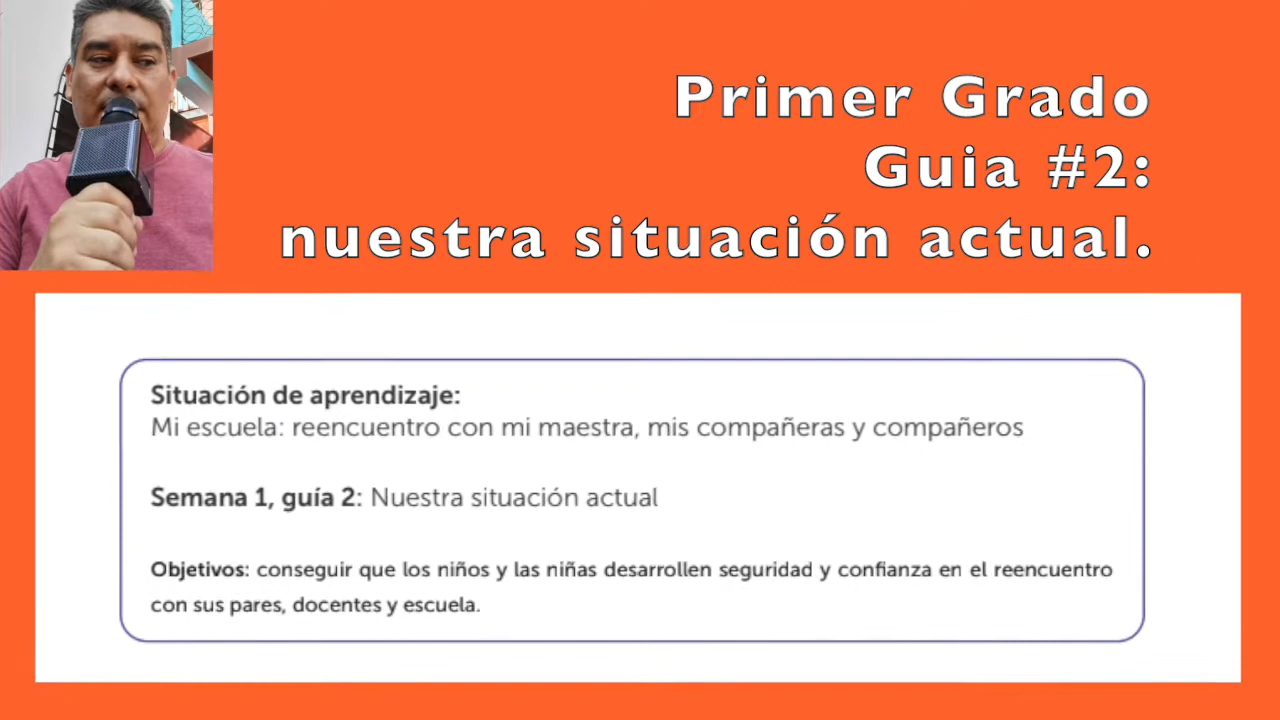 Primer Grado
Guia #2:
nuestra situación actual.
Situación de aprendizaje:
Mi escuela: reencuentro con mi maestra, mis compañeras y compañeros
Semana 1, guía 2: Nuestra situación actual
Objetivos: conseguir que los niños y las niñas desarrollen seguridad y confianza en el reencuentro
con sus pares, docentes y escuela.